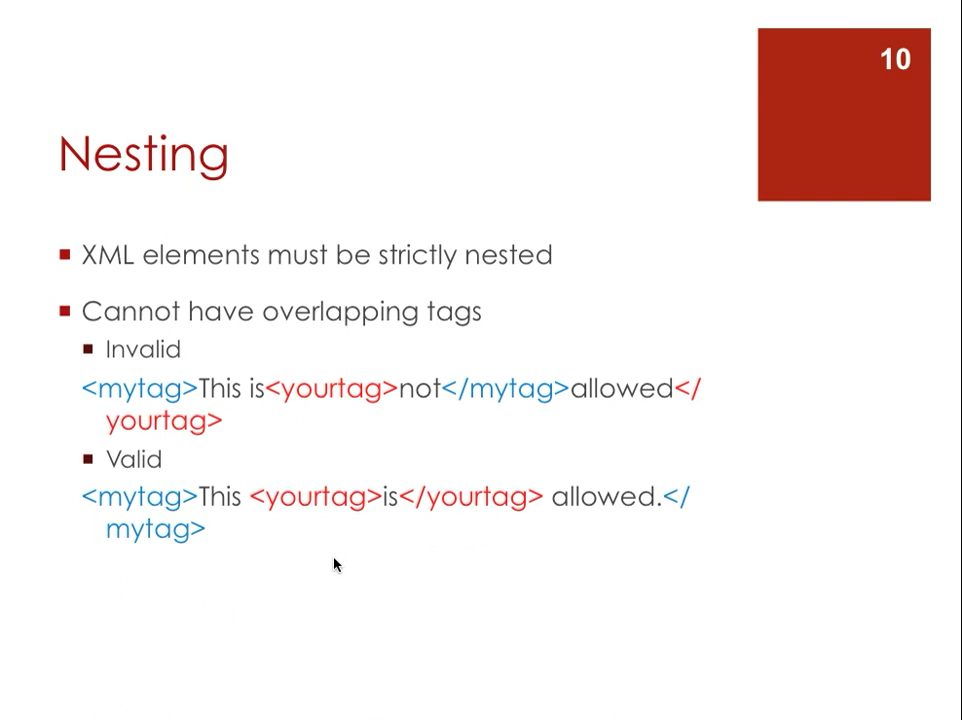 10
Nesting
XML elements must be strictly nested
Cannot have overlapping tags
Invalid
<mytag>This is<yourtag>not</mytag>allowed</
yourtag>
Valid
<mytag>This <yourtag>is</yourtag> allowed.</
mytag>